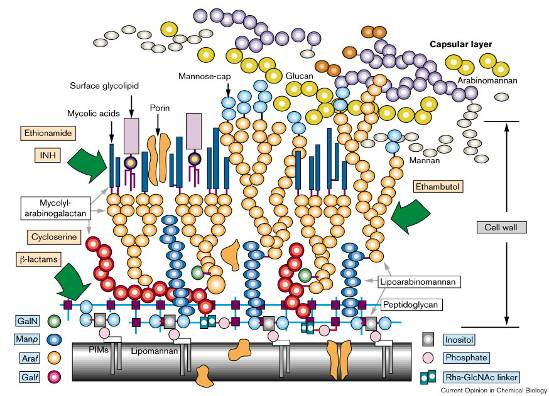 Capsular layer
Surface glycolipid
Mannose-cap
Glucan
Arabinomannan
Mycolic acids
Porin
Ethionamide
INH
Mannan
Ethambutol
Mycolyl-
arabinogalactan
Cell wall
Cycloserine
β-lactams
Lipoarabinomannan
Peptidoglycan
GalN
Manp
Araf
Galf
PIMs
Lipomannan
Inositol
Phosphate
Rha-GlcNAc linker
Current Opinion in Chemical Biology